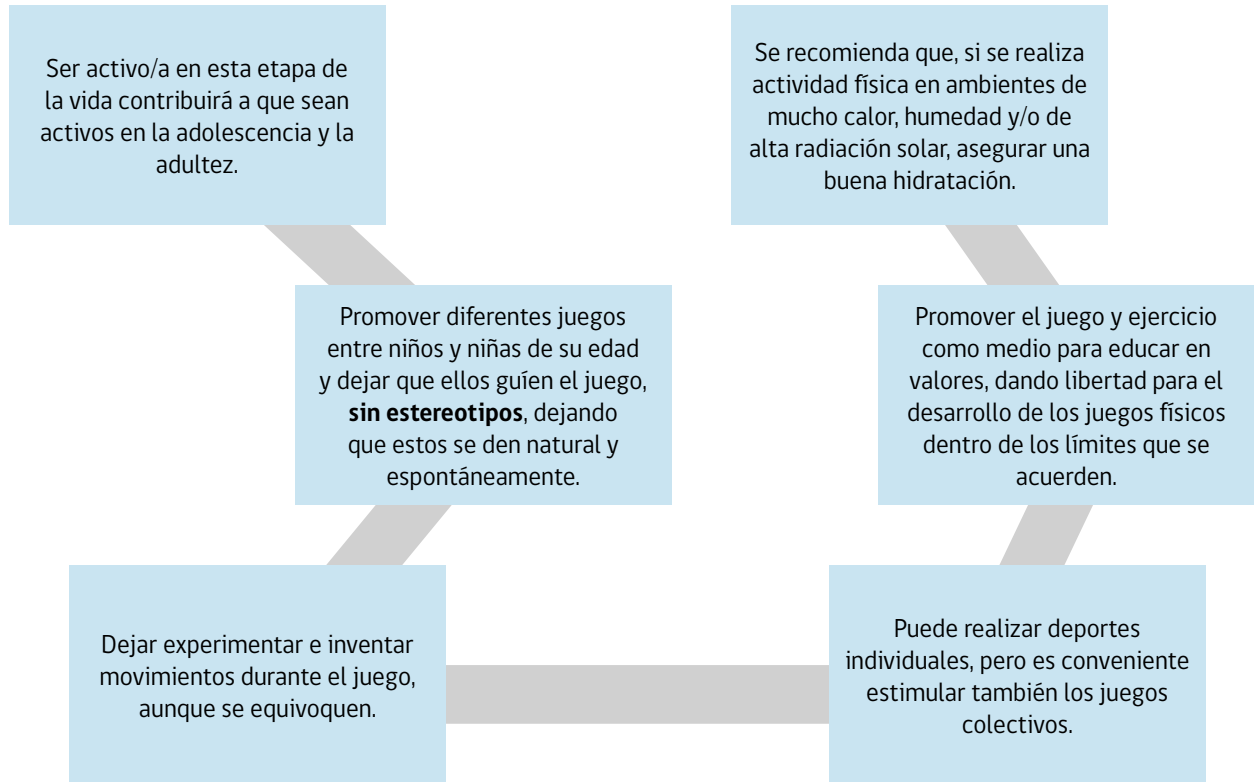 Ser activo/a en esta etapa de
la vida contribuirá a que sean
activos en la adolescencia y la
adultez.
Se recomienda que, si se realiza
actividad física en ambientes de
mucho calor, humedad y/o de
alta radiación solar, asegurar una
buena hidratación.
Promover diferentes juegos
entre niños y niñas de su edad
y dejar que ellos guíen el juego,
sin estereotipos, dejando
que estos se den natural y
espontáneamente.
Promover el juego y ejercicio
como medio para educar en
valores, dando libertad para el
desarrollo de los juegos físicos
dentro de los límites que se
acuerden.
Dejar experimentar e inventar
movimientos durante el juego,
aunque se equivoquen.
Puede realizar deportes
individuales, pero es conveniente
estimular también los juegos
colectivos.